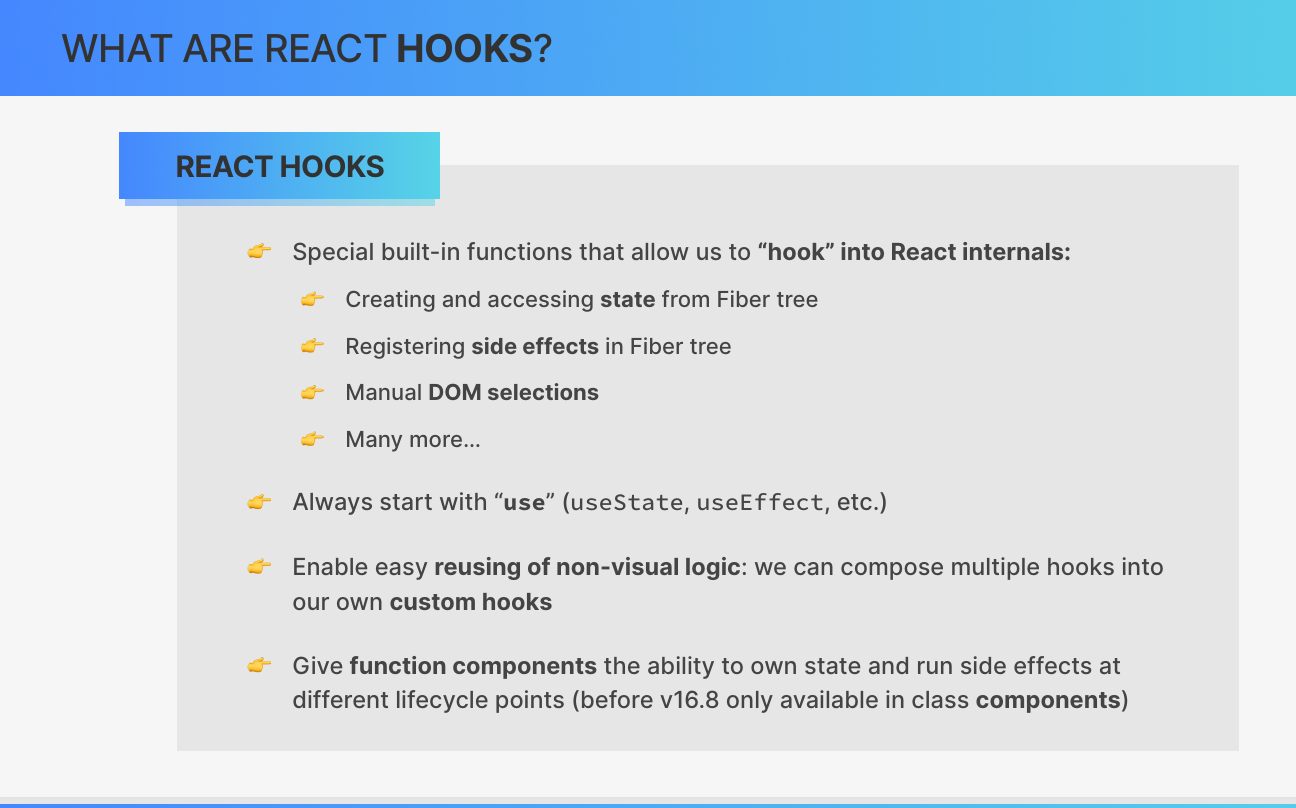 WHAT ARE REACT HOOKS?
REACT HOOKS
👉 Special built-in functions that allow us to “hook” into React internals:
👉 Creating and accessing state from Fiber tree
👉 Registering side effects in Fiber tree
👉 Manual DOM selections
👉 Many more…
👉 Always start with “use” (useState, useEffect, etc.)
👉 Enable easy reusing of non-visual logic: we can compose multiple hooks into
our own custom hooks
👉 Give function components the ability to own state and run side effects at
different lifecycle points (before v16.8 only available in class components)